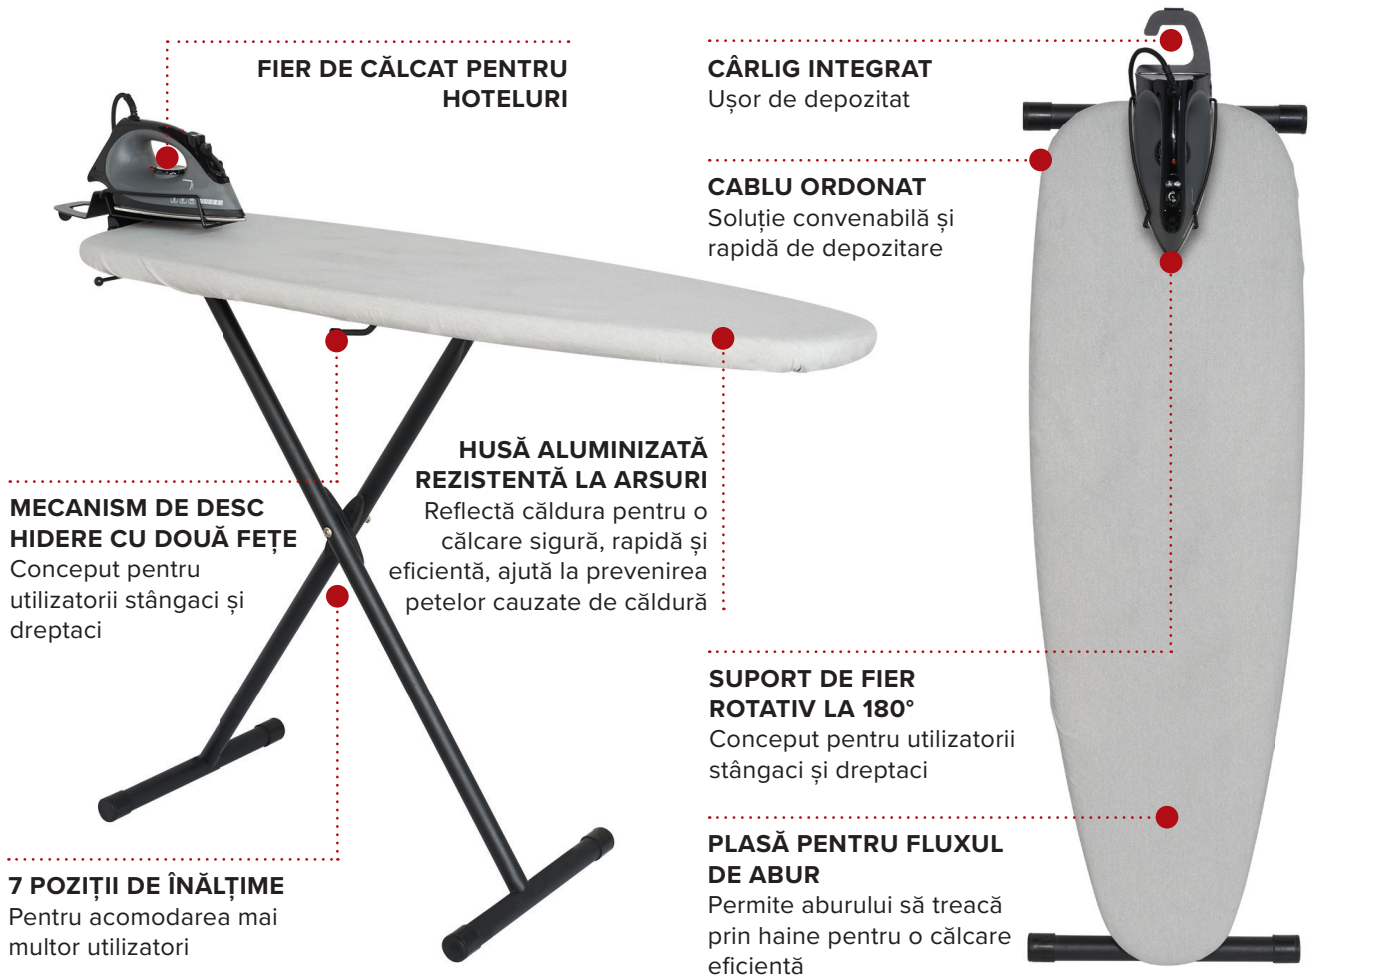 FIER DE CĂLCAT PENTRU
HOTELURI
CÂRLIG INTEGRAT
Ușor de depozitat
CABLU ORDONAT
Soluție convenabilă și
rapidă de depozitare
HUSĂ ALUMINIZATĂ
REZISTENTĂ LA ARSURI
Reflectă căldura pentru o
călcare sigură, rapidă și
eficientă, ajută la prevenirea
petelor cauzate de căldură
MECANISM DE DESC
HIDERE CU DOUĂ FEȚE
Conceput pentru
utilizatorii stângaci și
dreptaci
SUPORT DE FIER
ROTATIV LA 180°
Conceput pentru utilizatorii
stângaci și dreptaci
7 POZIȚII DE ÎNĂLȚIME
Pentru acomodarea mai
multor utilizatori
PLASĂ PENTRU FLUXUL
DE ABUR
Permite aburului să treacă
prin haine pentru o călcare
eficientă